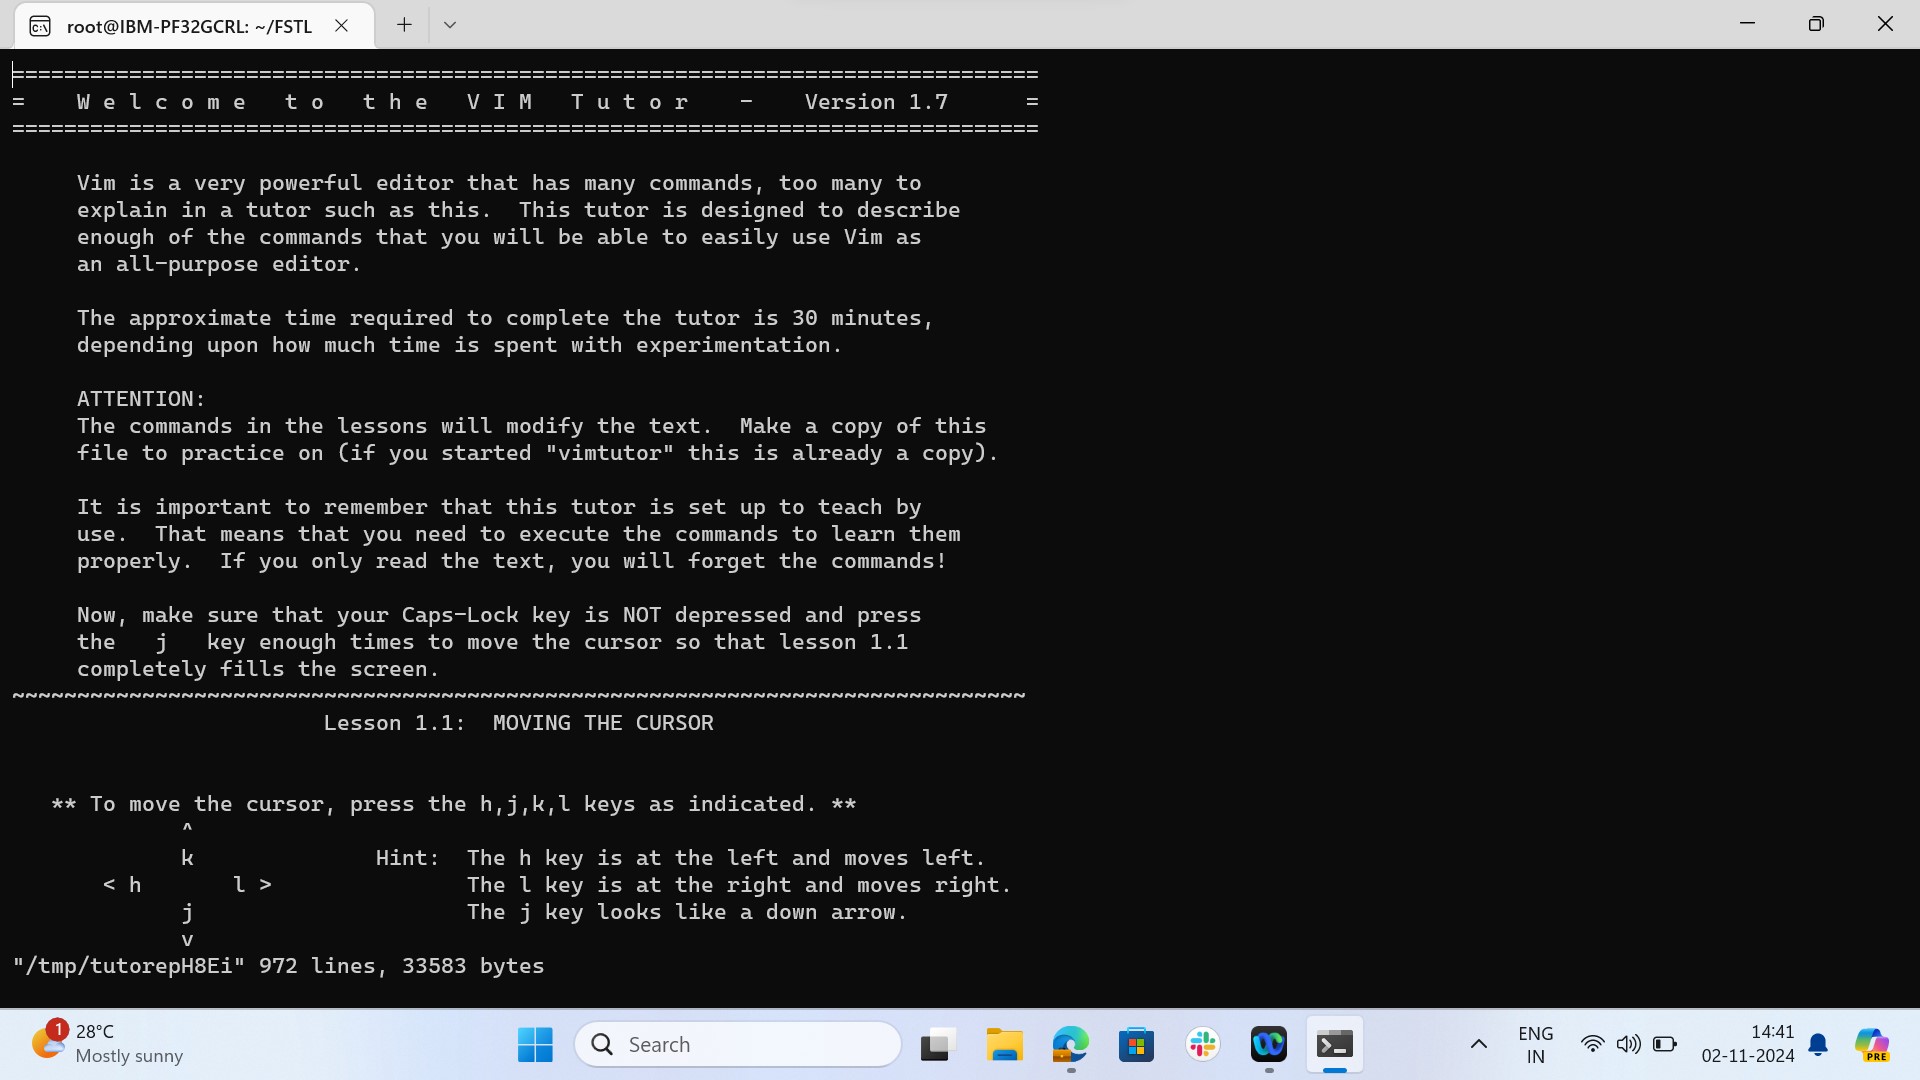 root@IBM-PF32GCRL: ~/FSTL
===============================================================================
=    W e l c o m e   t o   t h e   V I M   T u t o r    -    Version 1.7      =
===============================================================================
     Vim is a very powerful editor that has many commands, too many to
     explain in a tutor such as this.  This tutor is designed to describe
     enough of the commands that you will be able to easily use Vim as
     an all-purpose editor.
     The approximate time required to complete the tutor is 30 minutes,
     depending upon how much time is spent with experimentation.
     ATTENTION:
     The commands in the lessons will modify the text.  Make a copy of this
     file to practice on (if you started "vimtutor" this is already a copy).
     It is important to remember that this tutor is set up to teach by
     use.  That means that you need to execute the commands to learn them
     properly.  If you only read the text, you will forget the commands!
     Now, make sure that your Caps-Lock key is NOT depressed and press
     the   j   key enough times to move the cursor so that lesson 1.1
     completely fills the screen.
~~~~~~~~~~~~~~~~~~~~~~~~~~~~~~~~~~~~~~~~~~~~~~~~~~~~~~~~~~~~~~~~~~~~~~~~~~~~~~
                        Lesson 1.1:  MOVING THE CURSOR
   ** To move the cursor, press the h,j,k,l keys as indicated. **
             ^
             k              Hint:  The h key is at the left and moves left.
       < h       l >               The l key is at the right and moves right.
             j                     The j key looks like a down arrow.
             v
"/tmp/tutorepH8Ei" 972 lines, 33583 bytes
1
28°C
Mostly sunny
Search
ENG
IN
14:41
02-11-2024
PRE